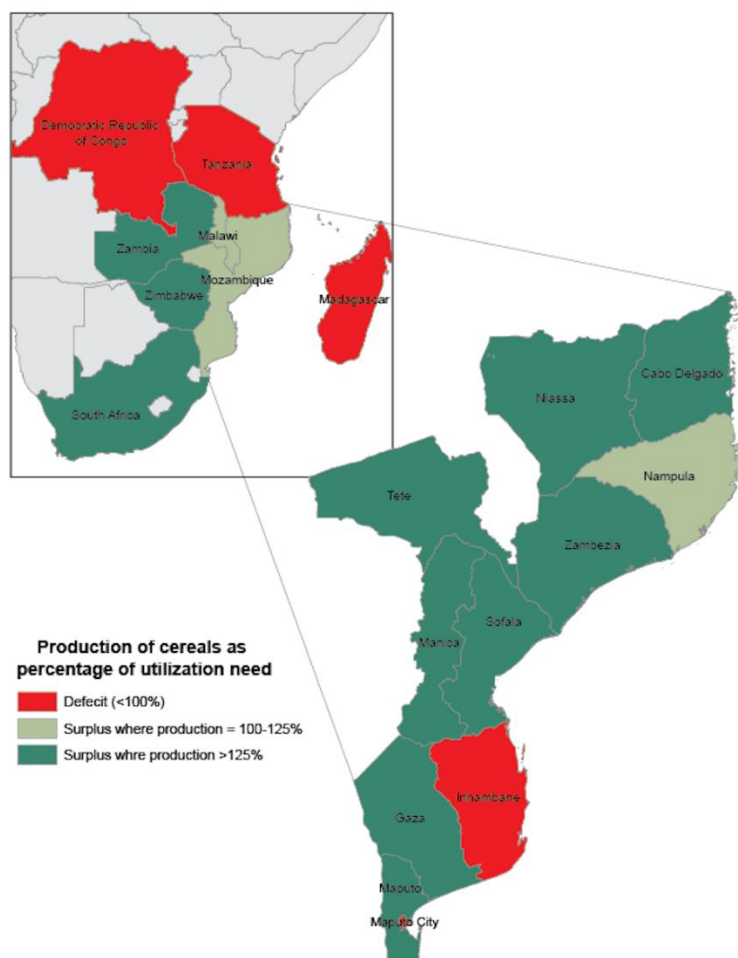 Democratic Republic
of Congo
Tanzania
Malawi
Zambia
Mozambique
Zimbabwe
Madagascar
South Africa
Cabo Delgado
Niassa
Nampula
Tete
Zambezia
Sofala
Manica
Production of cereals as
percentage of utilization need
Defecit (<100%)
Surplus where production = 100-125%
Surplus whre production >125%
Innambane
Gaza
Maputo
Maputo City